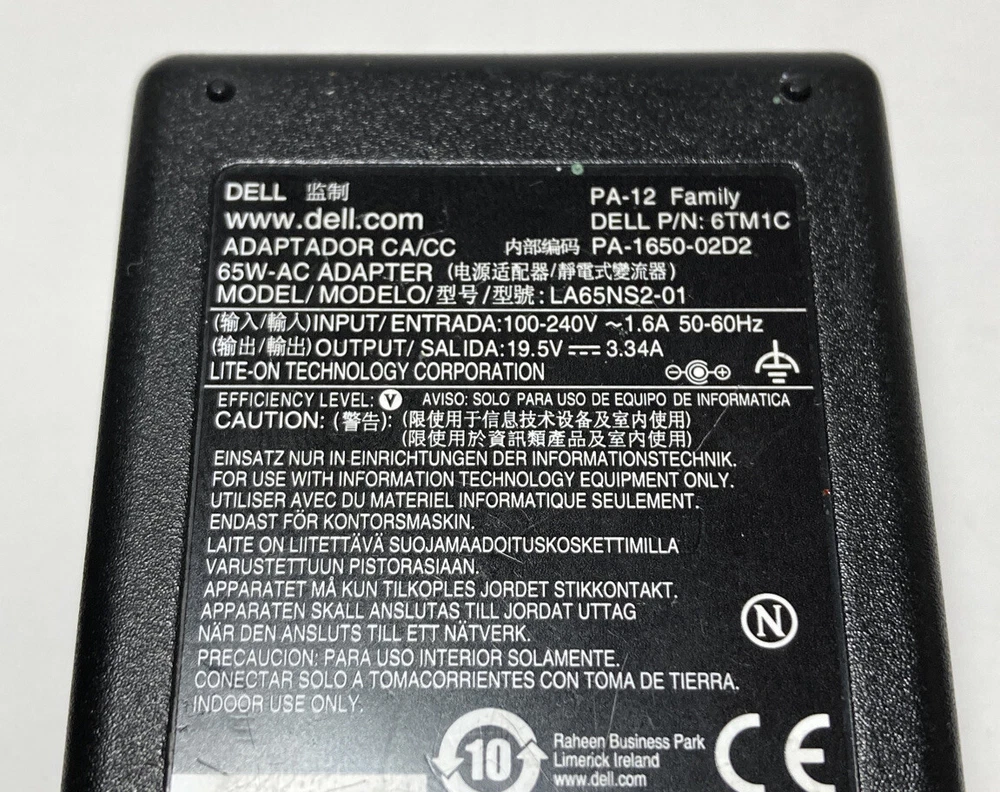 DELL 监制
www.dell.com
PA-12 Family
DELL P/N: 6TM1C
ADAPTADOR CA/CC 内部编码 PA-1650-02D2
65W-AC ADAPTER (电源适配器/靜電式變流器)
MODEL/ MODELO/型号/型號: LA65NS2-01
(输入/輸入)INPUT/ ENTRADA:100-240V ~1.6A 50-60Hz
(输出/輸出)OUTPUT/ SALIDA:19.5V⎓3.34A
LITE-ON TECHNOLOGY CORPORATION
EFFICIENCY LEVEL: V AVISO: SOLO PARA USO DE EQUIPO DE INFORMATICA
CAUTION: (警告): (限使用于信息技术设备及室内使用)
(限使用於資訊類產品及室内使用)
EINSATZ NUR IN EINRICHTUNGEN DER INFORMATIONSTECHNIK.
FOR USE WITH INFORMATION TECHNOLOGY EQUIPMENT ONLY.
UTILISER AVEC DU MATERIEL INFORMATIQUE SEULEMENT.
ENDAST FÖR KONTORSMASKIN.
LAITE ON LIITETTÄVÄ SUOJAMAADOITUSKOSKETTIMILLA
VARUSTETTUUN PISTORASIAAN.
APPARATET MÅ KUN TILKOPLES JORDET STIKKONTAKT.
APPARATEN SKALL ANSLUTAS TILL JORDAT UTTAG
NÄR DEN ANSLUTS TILL ETT NÄTVERK.
PRECAUCION: PARA USO INTERIOR SOLAMENTE.
CONECTAR SOLO A TOMACORRIENTES CON TOMA DE TIERRA.
INDOOR USE ONLY.
N
10
Raheen Business Park
Limerick Ireland
www.dell.com
CE